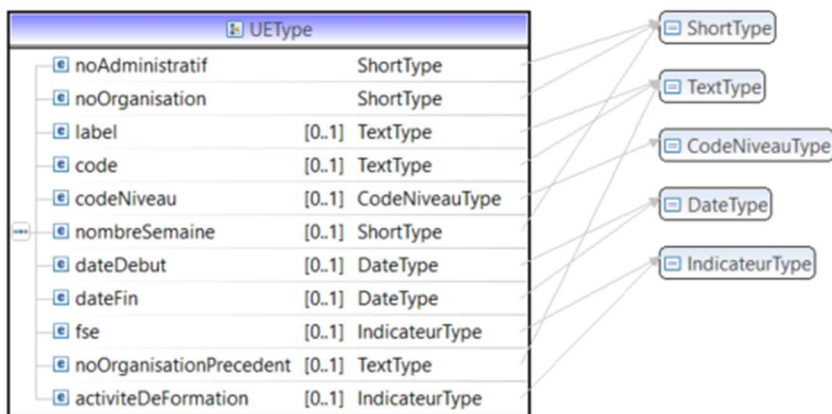 UEType
noAdministratif ShortType
noOrganisation ShortType
label [0..1] TextType
code [0..1] TextType
codeNiveau [0..1] CodeNiveauType
nombreSemaine [0..1] ShortType
dateDebut [0..1] DateType
dateFin [0..1] DateType
fse [0..1] IndicateurType
noOrganisationPrecedent [0..1] TextType
activiteDeFormation [0..1] IndicateurType
ShortType
TextType
CodeNiveauType
DateType
IndicateurType